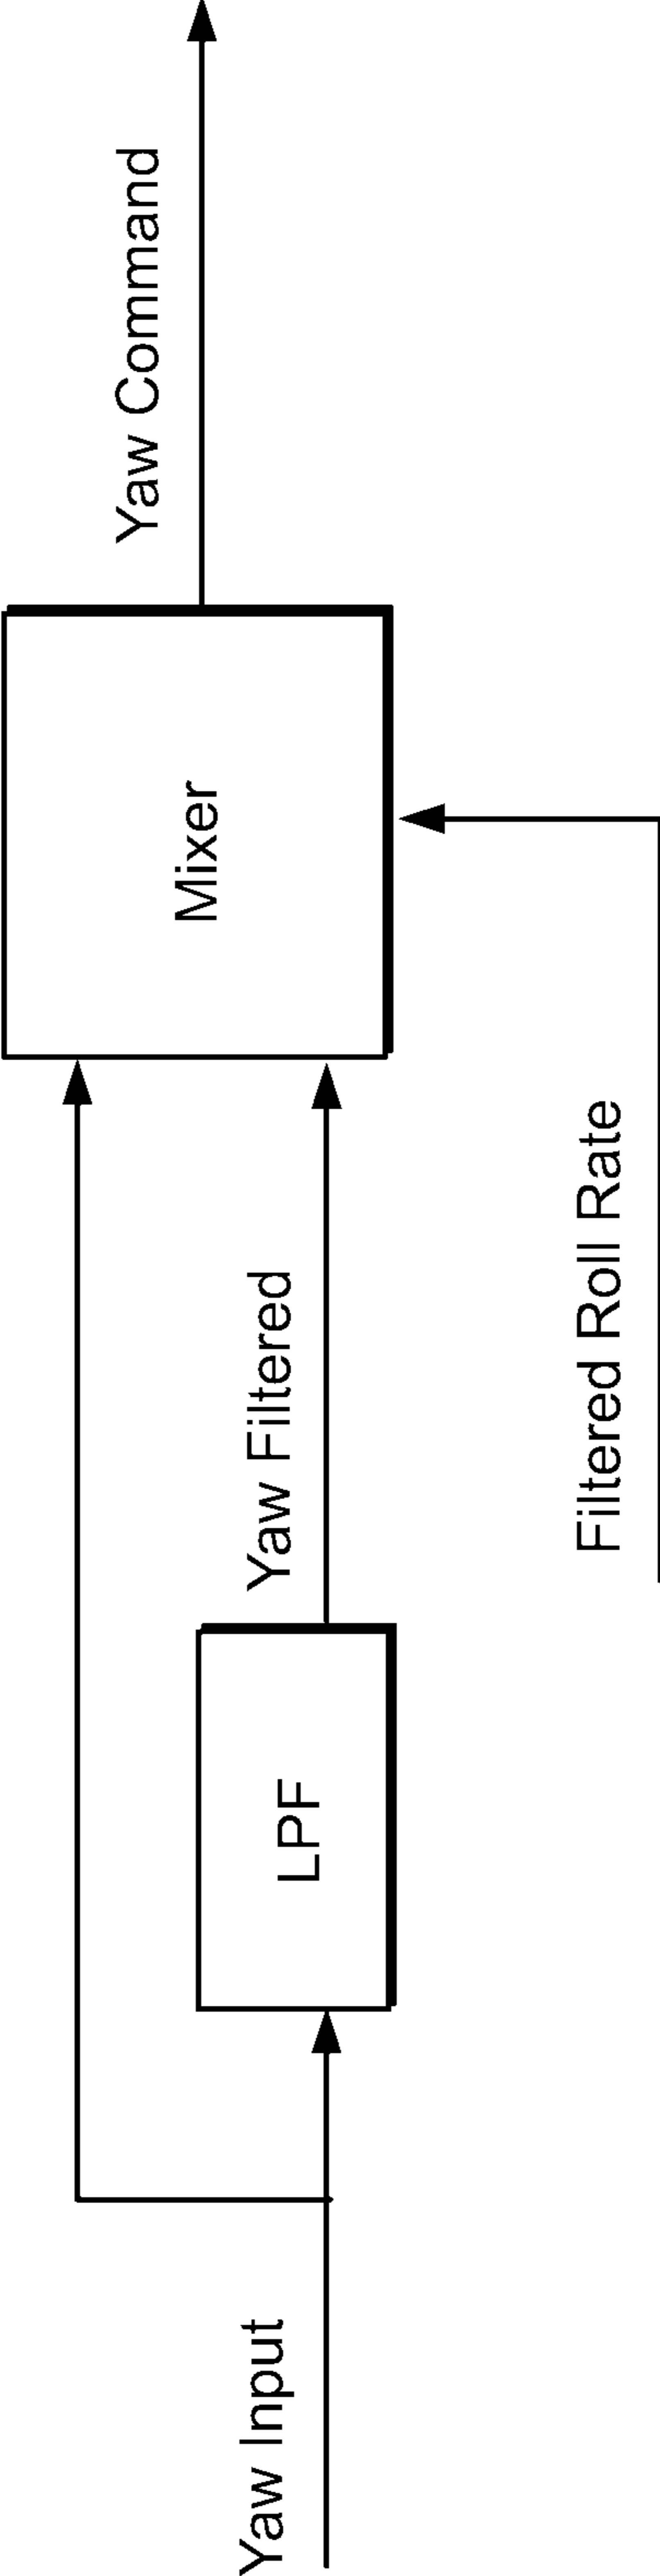 Yaw Input
LPF
Yaw Filtered
Filtered Roll Rate
Mixer
Yaw Command